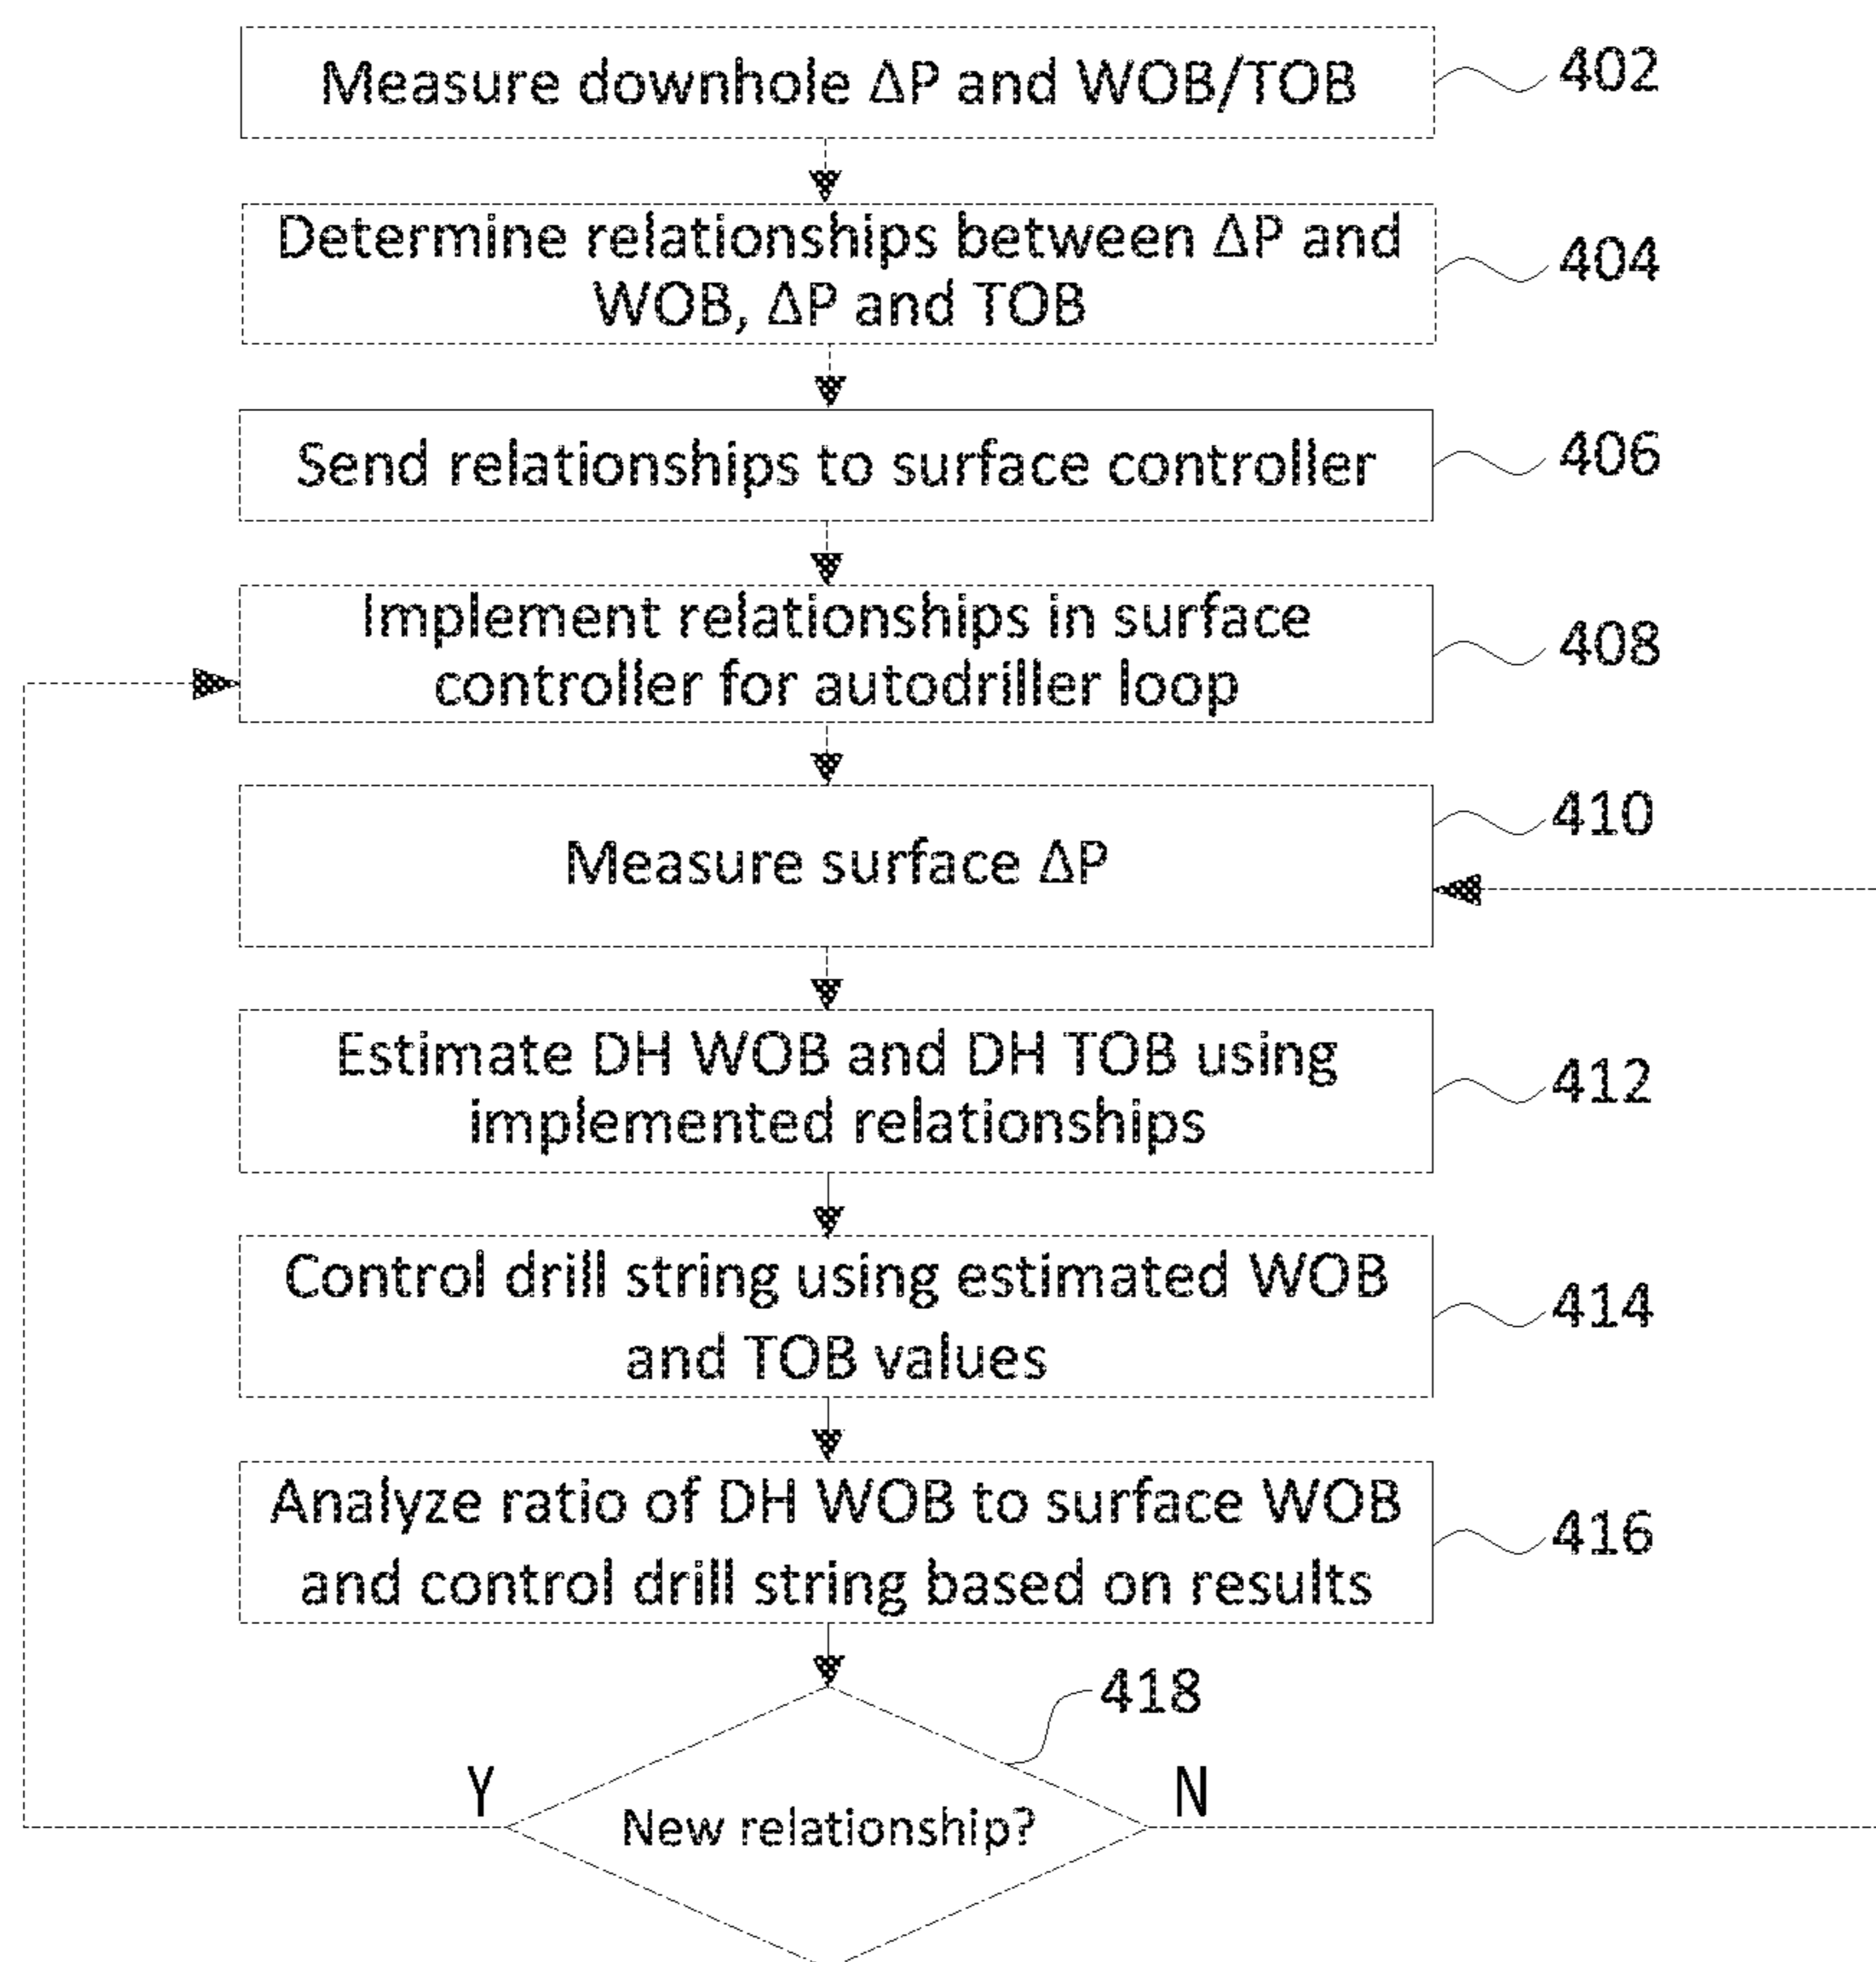 Measure downhole ΔP and WOB/TOB
402
Determine relationships between ΔP and
WOB, ΔP and TOB
404
Send relationships to surface controller
406
Implement relationships in surface
controller for autodriller loop
408
Measure surface ΔP
410
Estimate DH WOB and DH TOB using
implemented relationships
412
Control drill string using estimated WOB
and TOB values
414
Analyze ratio of DH WOB to surface WOB
and control drill string based on results
416
418
Y
New relationship?
N